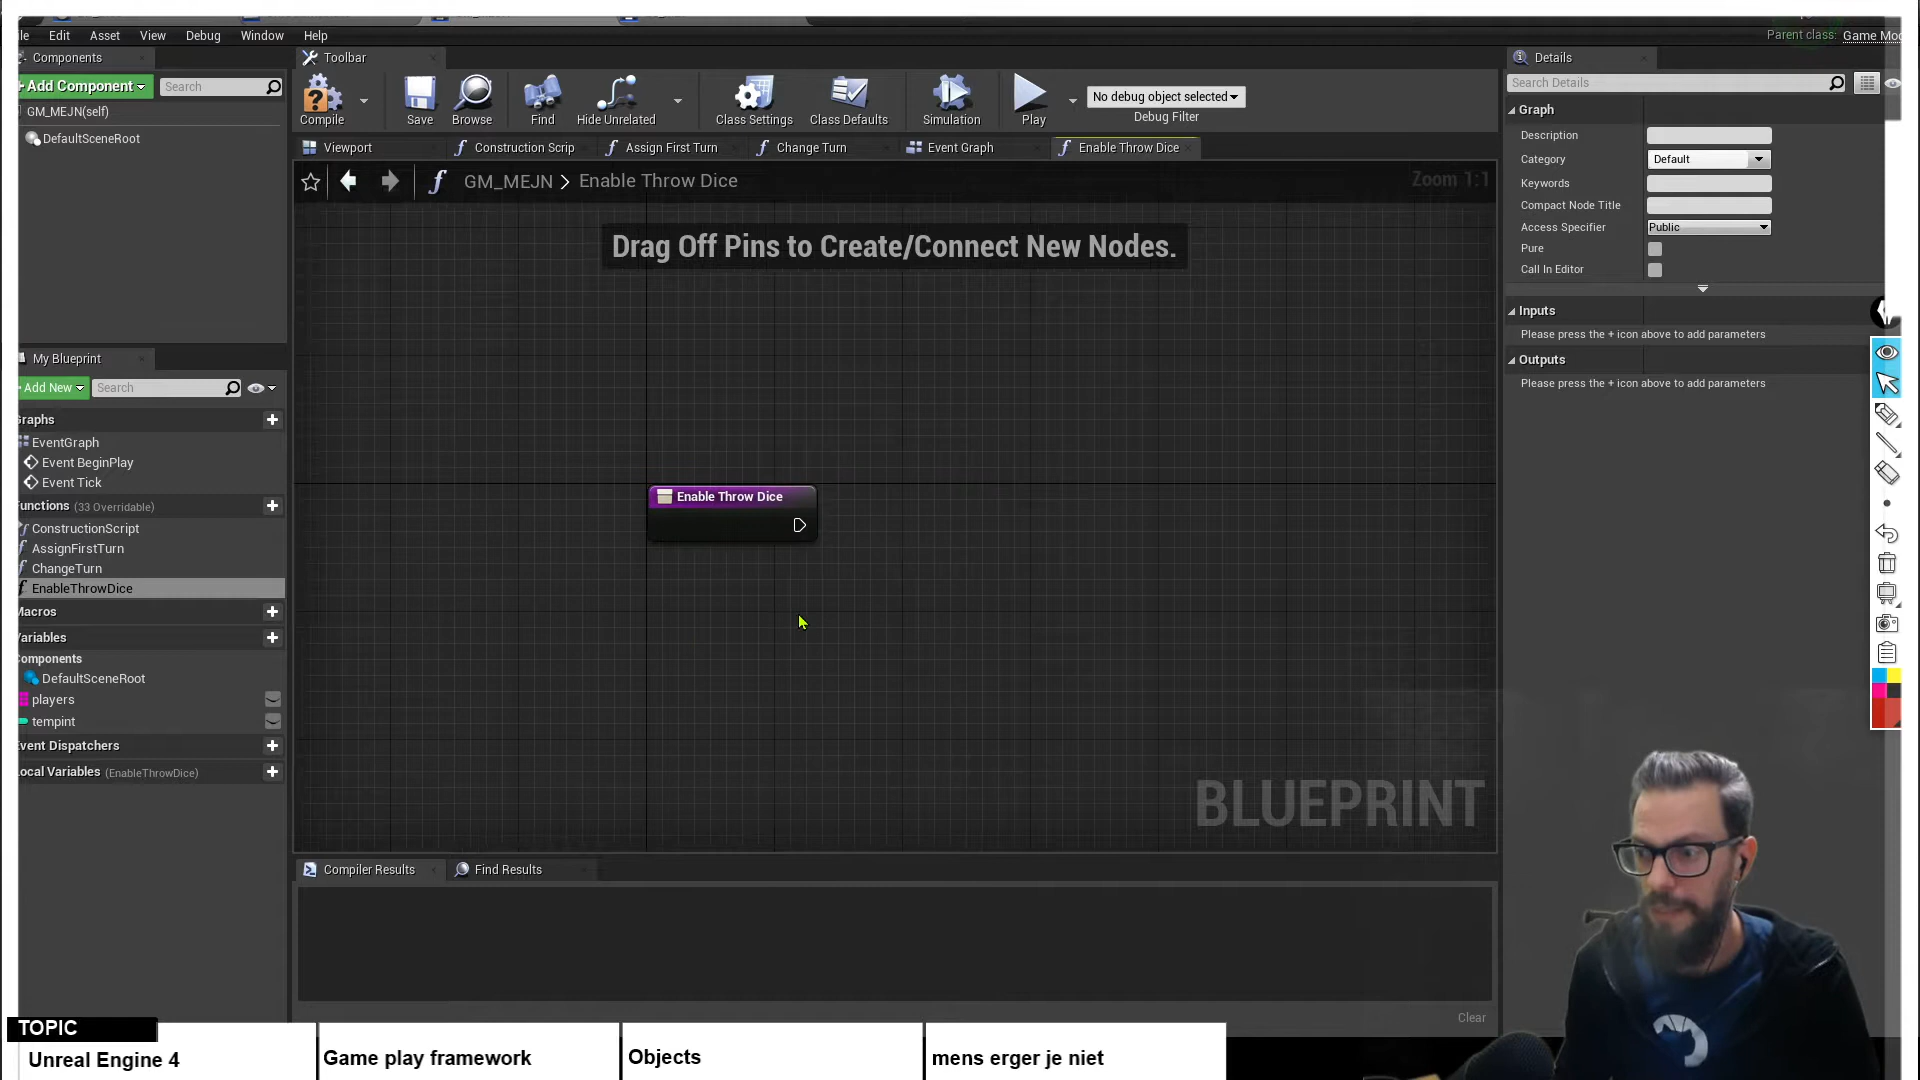 ile Edit Asset View Debug Window Help
Parent class: Game Mo
Components
Toolbar
Details
Add Component
Search
Compile
Save
Browse
Find
Hide Unrelated
Class Settings
Class Defaults
Simulation
Play
No debug object selected
Debug Filter
Search Details
GM_MEJN(self)
DefaultSceneRoot
Viewport
Construction Scrip
Assign First Turn
Change Turn
Event Graph
Enable Throw Dice
GM_MEJN > Enable Throw Dice
Zoom 1:1
Drag Off Pins to Create/Connect New Nodes.
Enable Throw Dice
BLUEPRINT
Graph
Description
Category Default
Keywords
Compact Node Title
Access Specifier Public
Pure
Call In Editor
Inputs
Please press the + icon above to add parameters
Outputs
Please press the + icon above to add parameters
My Blueprint
Add New
Search
Graphs
EventGraph
Event BeginPlay
Event Tick
Functions (33 Overridable)
ConstructionScript
AssignFirstTurn
ChangeTurn
EnableThrowDice
Macros
Variables
Components
DefaultSceneRoot
players
tempint
Event Dispatchers
Local Variables (EnableThrowDice)
Compiler Results
Find Results
Clear
TOPIC
Unreal Engine 4
Game play framework
Objects
mens erger je niet